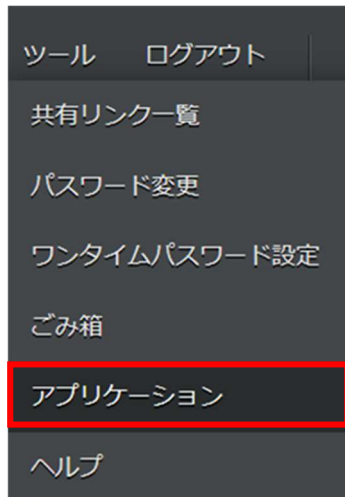 ツール ログアウト
共有リンク一覧
パスワード変更
ワンタイムパスワード設定
ごみ箱
アプリケーション
ヘルプ